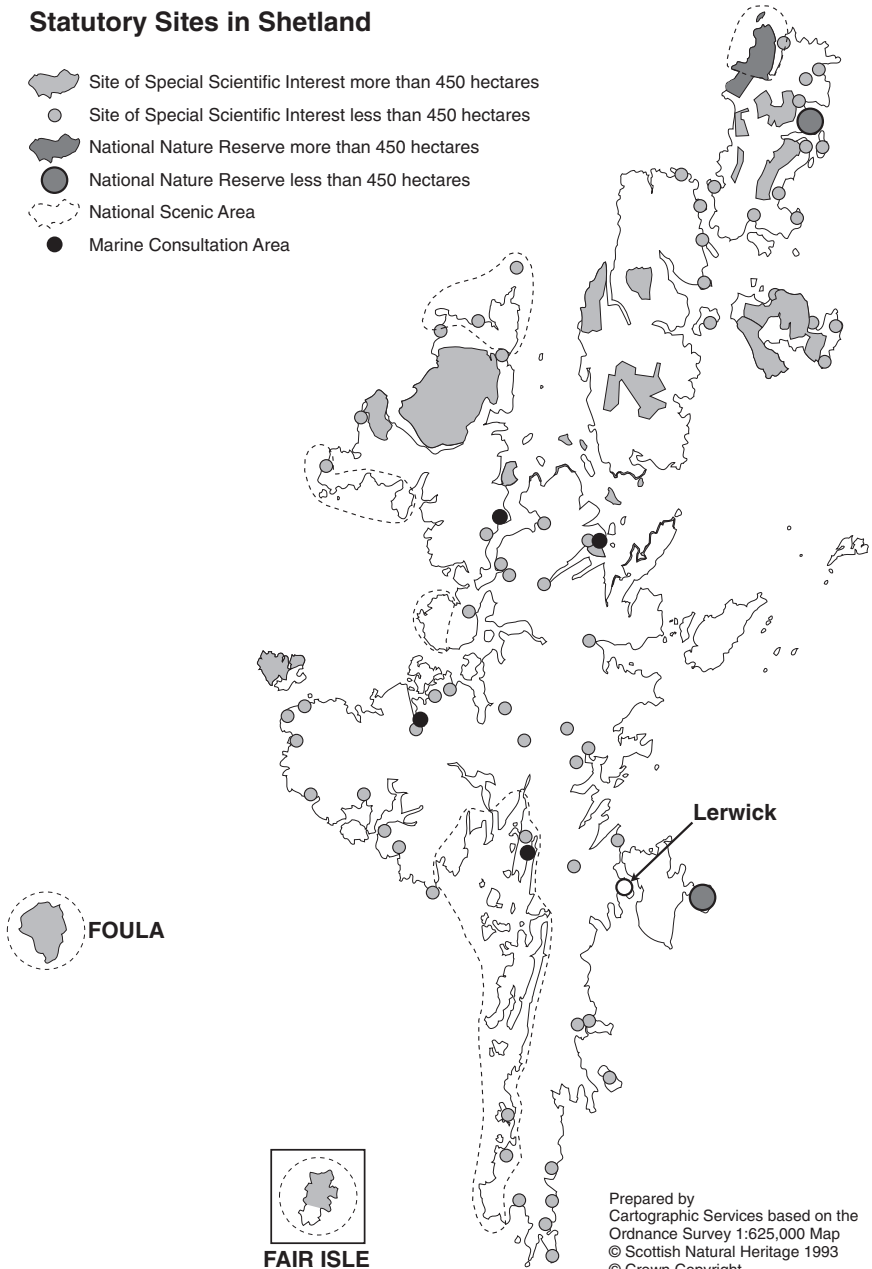 Statutory Sites in Shetland
Site of Special Scientific Interest more than 450 hectares
Site of Special Scientific Interest less than 450 hectares
National Nature Reserve more than 450 hectares
National Nature Reserve less than 450 hectares
National Scenic Area
Marine Consultation Area
Lerwick
FOULA
FAIR ISLE
Prepared by
Cartographic Services based on the
Ordnance Survey 1:625,000 Map
© Scottish Natural Heritage 1993
© Crown Copyright